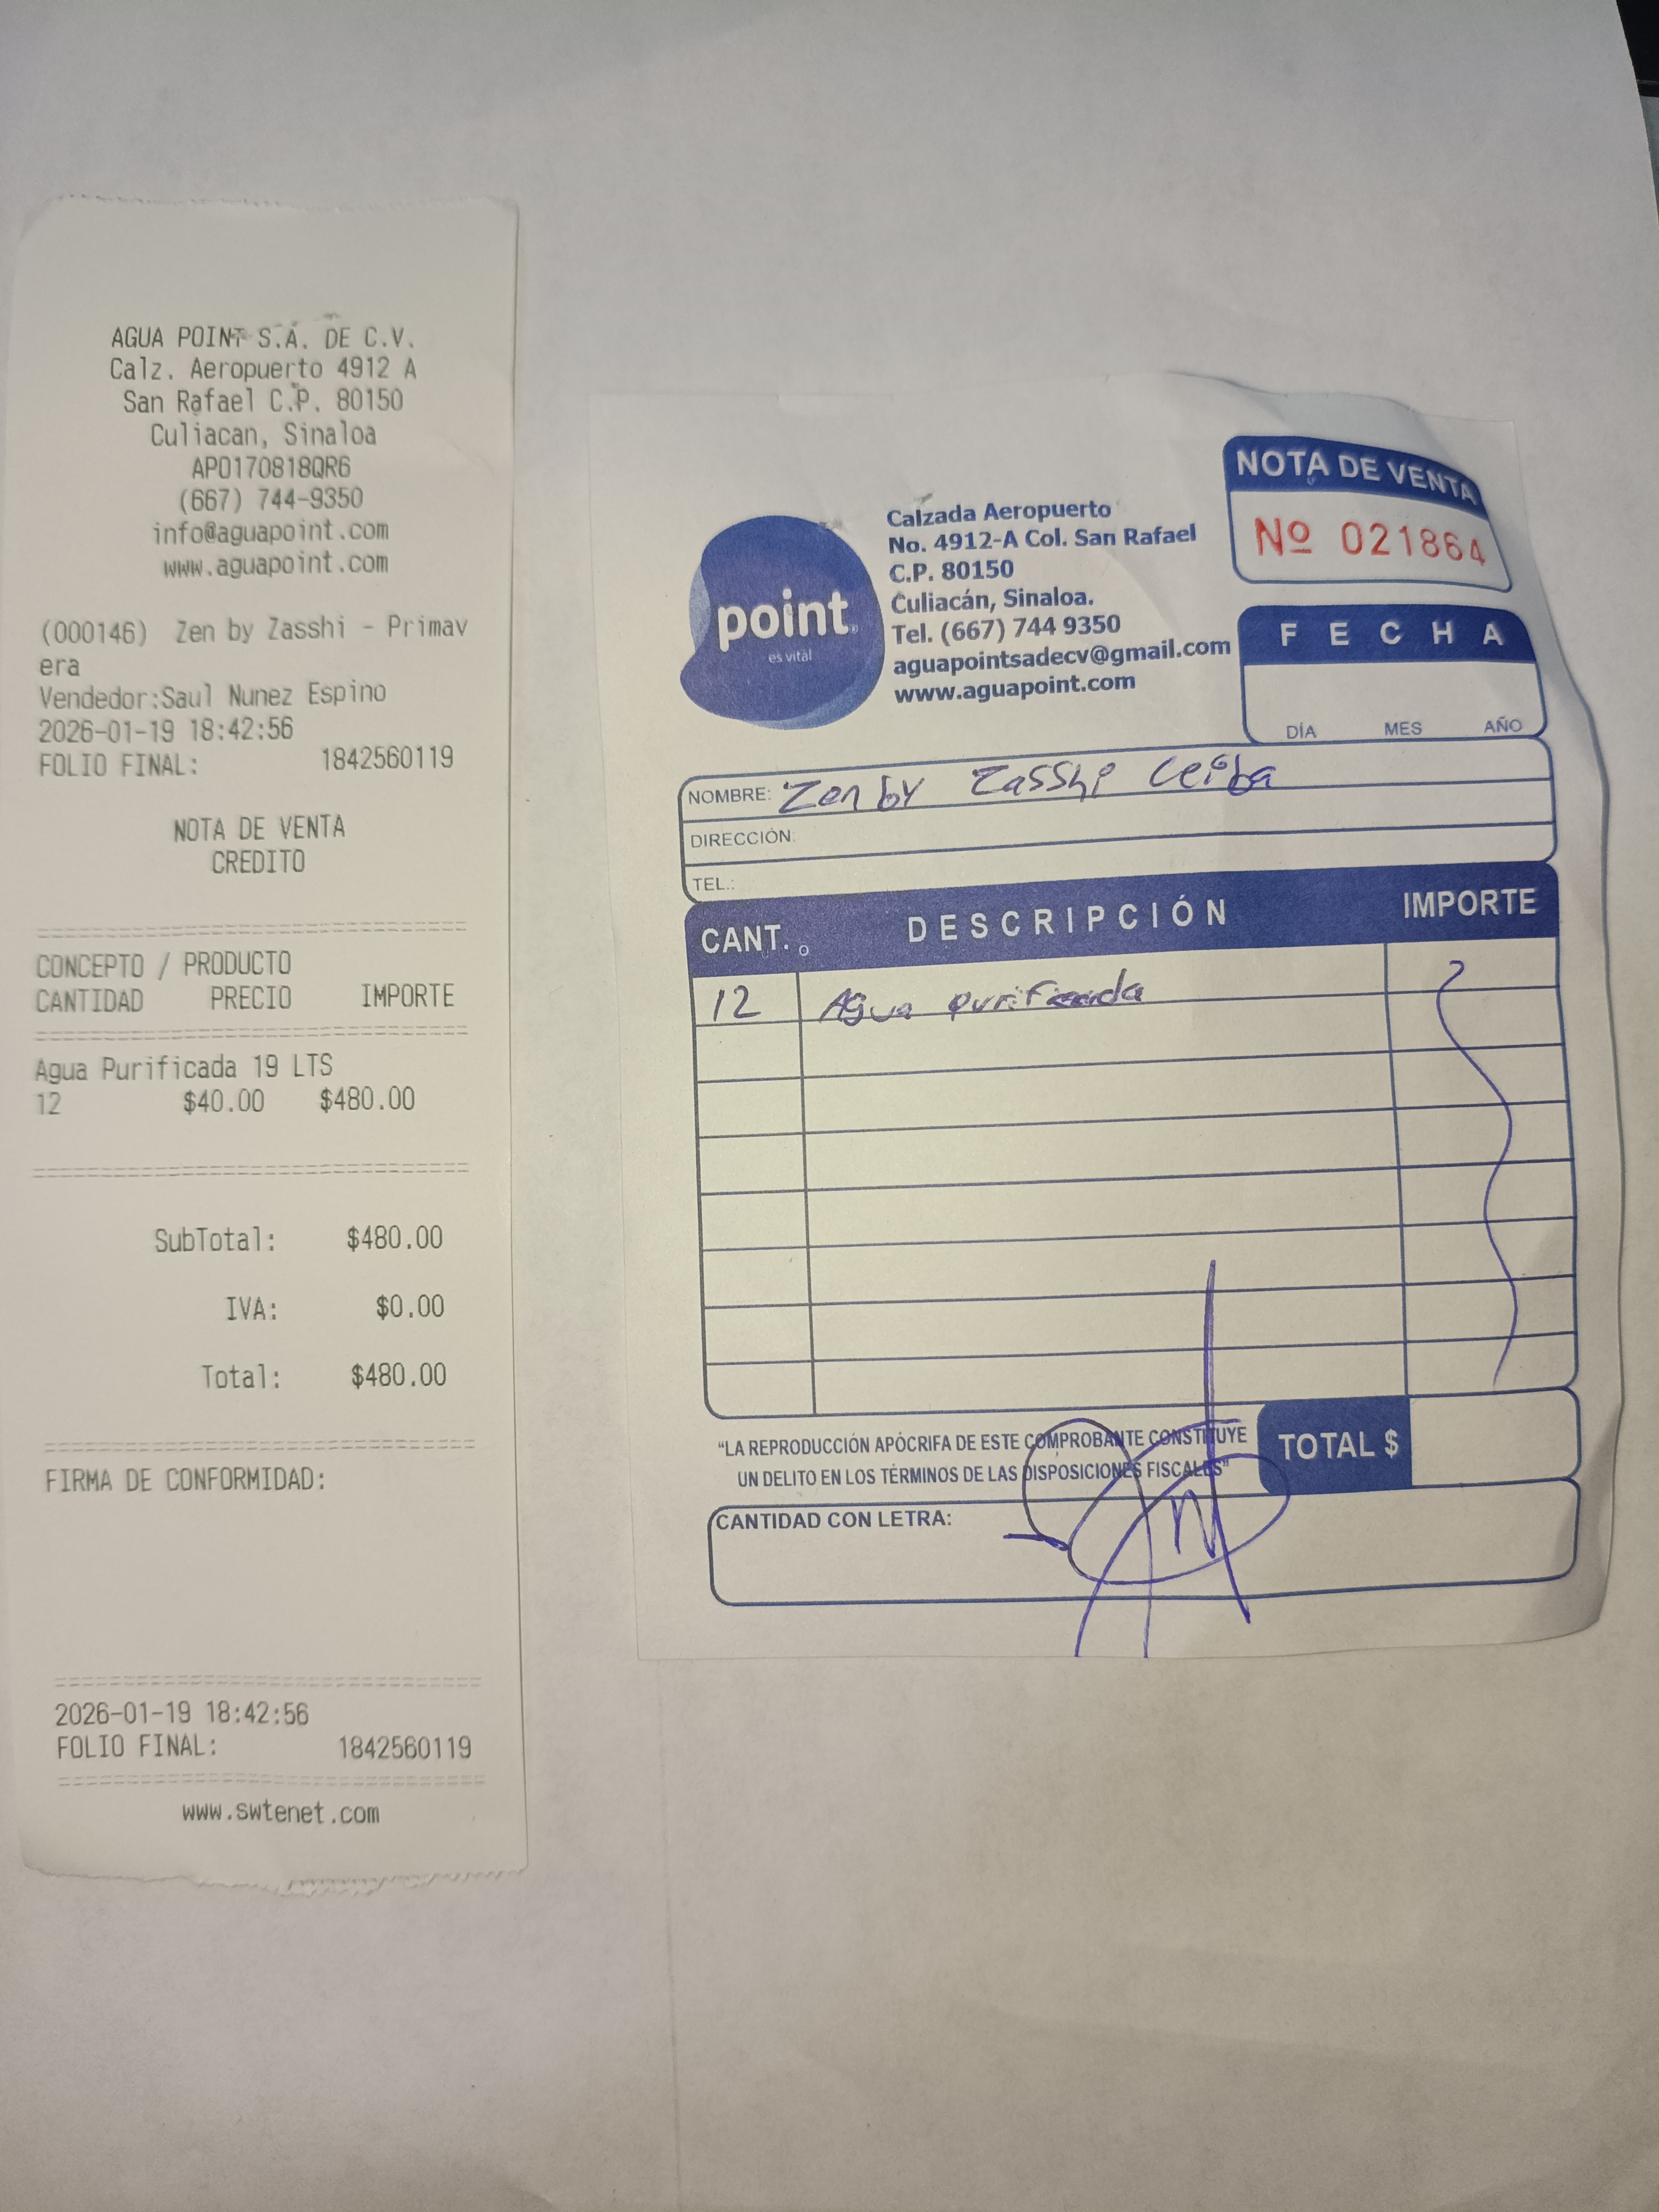 AGUA POINT S.A. DE C.V.
Calz. Aeropuerto 4912 A
San Rafael C.P. 80150
Culiacan, Sinaloa
APO170818QR6
(667) 744-9350
info@aguapoint.com
www.aguapoint.com
(000146) Zen by Zasshi - Primav
era
Vendedor:Saul Nunez Espino
2026-01-19 18:42:56
FOLIO FINAL: 1842560119
NOTA DE VENTA
CREDITO
CONCEPTO / PRODUCTO
CANTIDAD PRECIO IMPORTE
Agua Purificada 19 LTS
12 $40.00 $480.00
SubTotal: $480.00
IVA: $0.00
Total: $480.00
FIRMA DE CONFORMIDAD:
2026-01-19 18:42:56
FOLIO FINAL: 1842560119
www.swtenet.com
point
es vital
Calzada Aeropuerto
No. 4912-A Col. San Rafael
C.P. 80150
Culiacán, Sinaloa.
Tel. (667) 744 9350
aguapointsadecv@gmail.com
www.aguapoint.com
NOTA DE VENTA
Nº 021864
FECHA
DÍA MES AÑO
NOMBRE: Zen by Zasshi Ceiba
DIRECCIÓN:
TEL.:
CANT. DESCRIPCIÓN IMPORTE
12 Agua purificada
"LA REPRODUCCIÓN APÓCRIFA DE ESTE COMPROBANTE CONSTITUYE
UN DELITO EN LOS TÉRMINOS DE LAS DISPOSICIONES FISCALES"
TOTAL $
CANTIDAD CON LETRA: